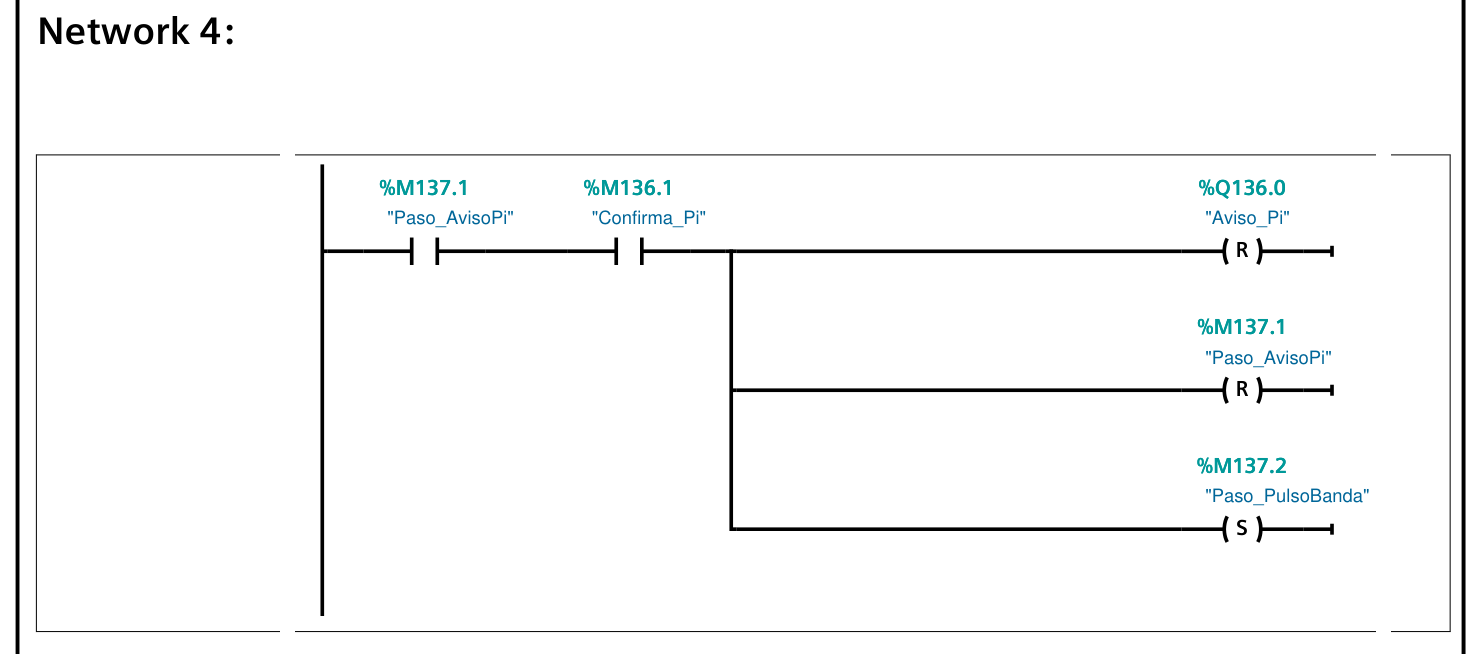 Network 4:
%M137.1 %M136.1 %Q136.0
"Paso_AvisoPi" "Confirma_Pi" "Aviso_Pi"
( R )
%M137.1
"Paso_AvisoPi"
( R )
%M137.2
"Paso_PulsoBanda"
( S )